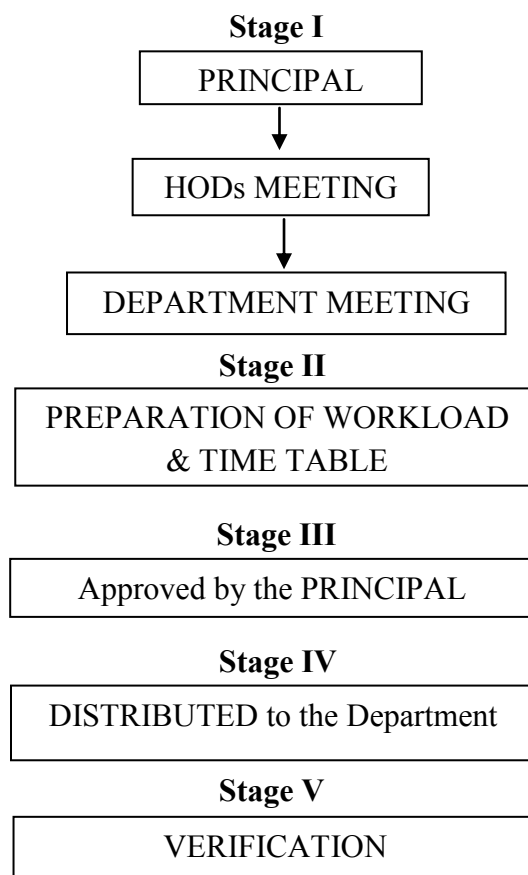 Stage I
PRINCIPAL
HODs MEETING
DEPARTMENT MEETING
Stage II
PREPARATION OF WORKLOAD
& TIME TABLE
Stage III
Approved by the PRINCIPAL
Stage IV
DISTRIBUTED to the Department
Stage V
VERIFICATION